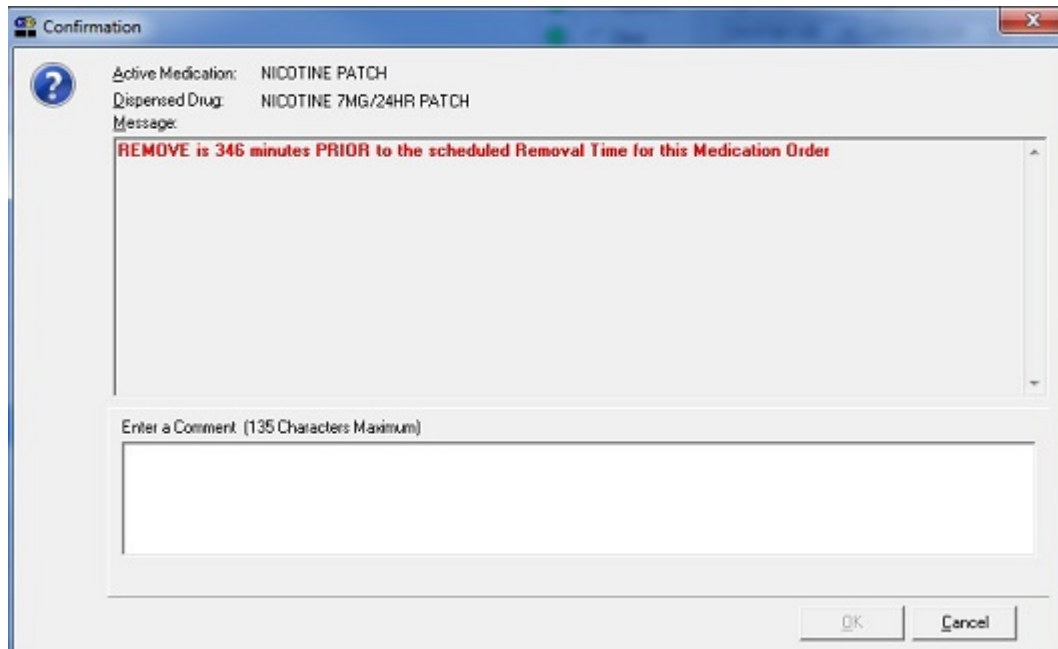 Confirmation
Active Medication: NICOTINE PATCH
Dispensed Drug: NICOTINE 7MG/24HR PATCH
Message:
REMOVE is 346 minutes PRIOR to the scheduled Removal Time for this Medication Order
Enter a Comment (135 Characters Maximum)
OK Cancel